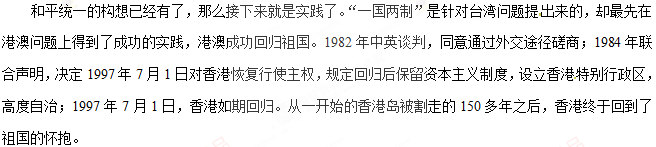 和平统一的构想已经有了，那么接下来就是实践了。“一国两制”是针对台湾问题提出来的，却最先在
港澳问题上得到了成功的实践，港澳成功回归祖国。1982 年中英谈判，同意通过外交途径磋商；1984 年联
合声明，决定 1997 年 7 月 1 日对香港恢复行使主权，规定回归后保留资本主义制度，设立香港特别行政区，
高度自治；1997 年 7 月 1 日，香港如期回归。从一开始的香港岛被割走的 150 多年之后，香港终于回到了
祖国的怀抱。